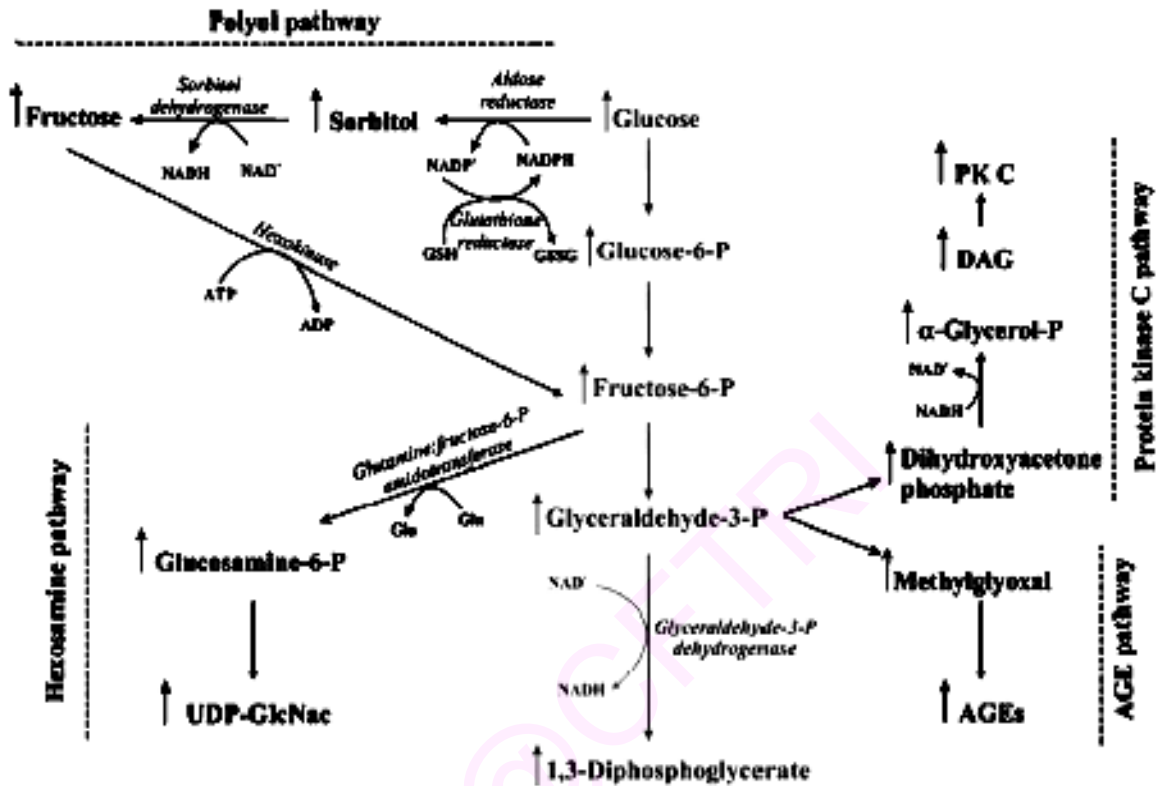 Polyol pathway
Sorbitol
dehydrogenase
Aldose
reductase
Fructose
Sorbitol
Glucose
NADH
NAD⁺
NADP⁺
NADPH
PKC
Hexokinase
Glutathione
reductase
GSH
GSSG
Glucose-6-P
DAG
ATP
ADP
α-Glycerol-P
NAD⁺
NADH
Protein kinase C pathway
Fructose-6-P
Glutamine:fructose-6-P
amidotransferase
Dihydroxyacetone
phosphate
Glu
Gln
Glyceraldehyde-3-P
Hexosamine pathway
Glucosamine-6-P
Methylglyoxal
NAD⁺
Glyceraldehyde-3-P
dehydrogenase
NADH
AGE pathway
UDP-GlcNac
AGEs
1,3-Diphosphoglycerate
@CFTRI